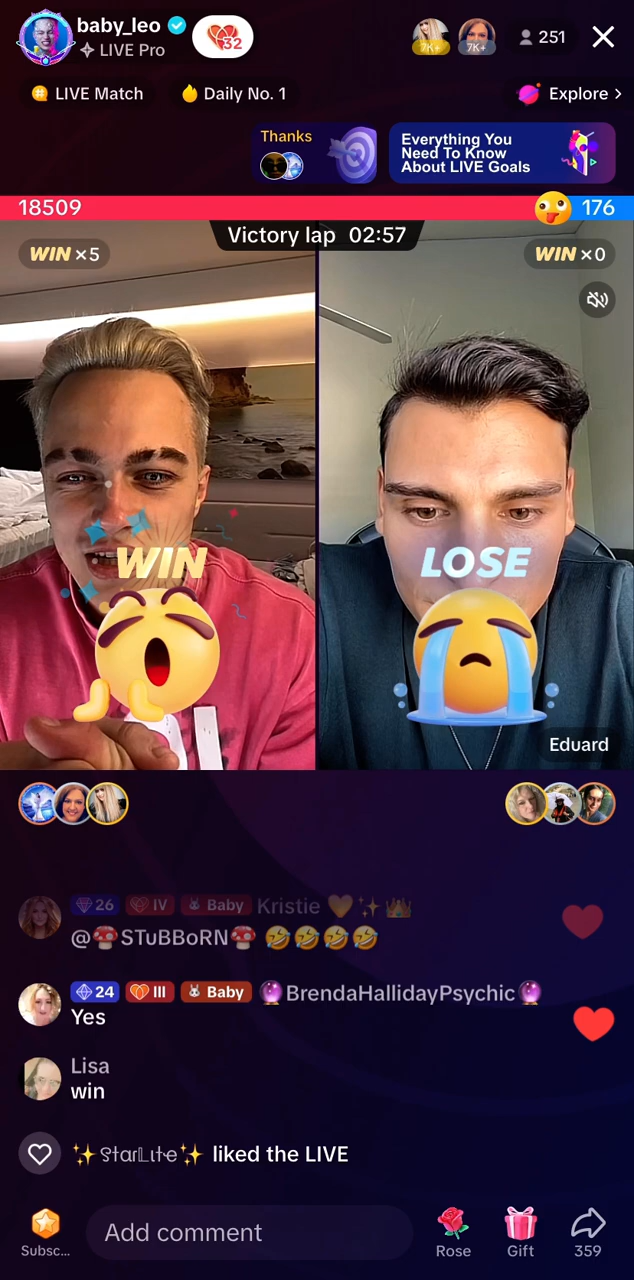 baby_leo
LIVE Pro
32
7K+
7K+
251
LIVE Match
Daily No. 1
Explore >
Thanks
Everything You
Need To Know
About LIVE Goals
18509
176
Victory lap 02:57
WIN ×5
WIN ×0
WIN
LOSE
Eduard
26 IV Baby Kristie 💛✨👑
@🍄STuBBoRN🍄 🤣🤣🤣🤣
24 III Baby 🔮BrendaHallidayPsychic🔮
Yes
Lisa
win
✨StarLite✨ liked the LIVE
Subsc...
Add comment
Rose
Gift
359